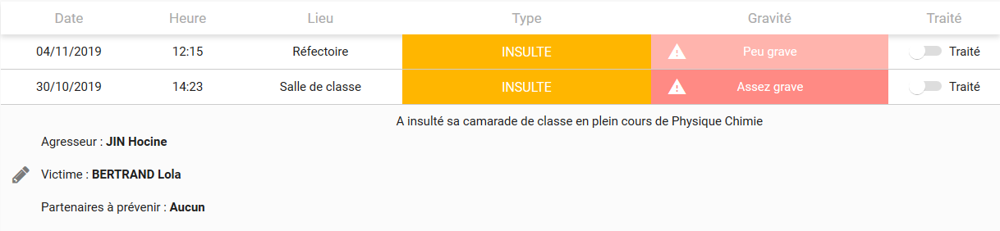 Date Heure Lieu Type Gravité Traité
04/11/2019 12:15 Réfectoire INSULTE Peu grave Traité
30/10/2019 14:23 Salle de classe INSULTE Assez grave Traité
A insulté sa camarade de classe en plein cours de Physique Chimie
Agresseur : JIN Hocine
Victime : BERTRAND Lola
Partenaires à prévenir : Aucun